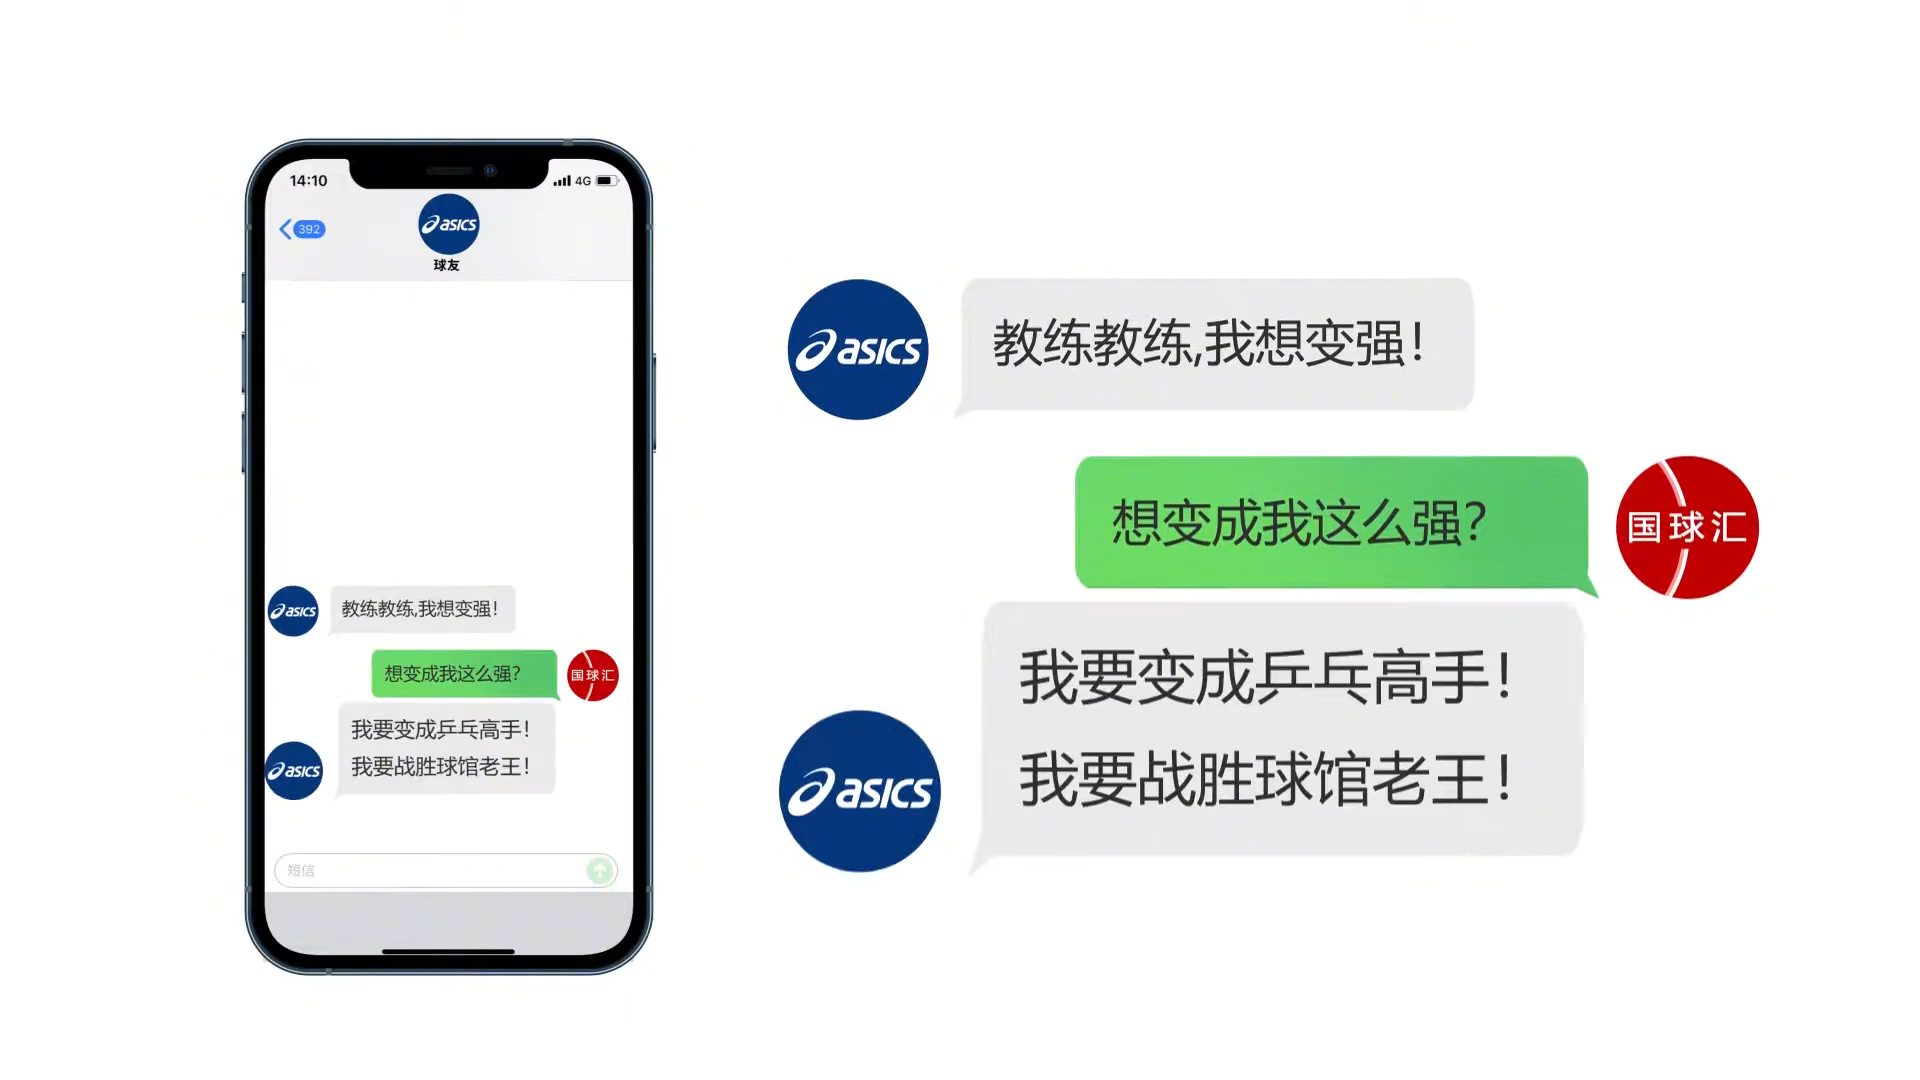 14:10
4G
392
asics
球友
asics
教练教练,我想变强！
想变成我这么强？
国球汇
我要变成乒乓高手！
我要战胜球馆老王！
asics
短信
asics
教练教练,我想变强！
想变成我这么强？
国球汇
我要变成乒乓高手！
我要战胜球馆老王！
asics